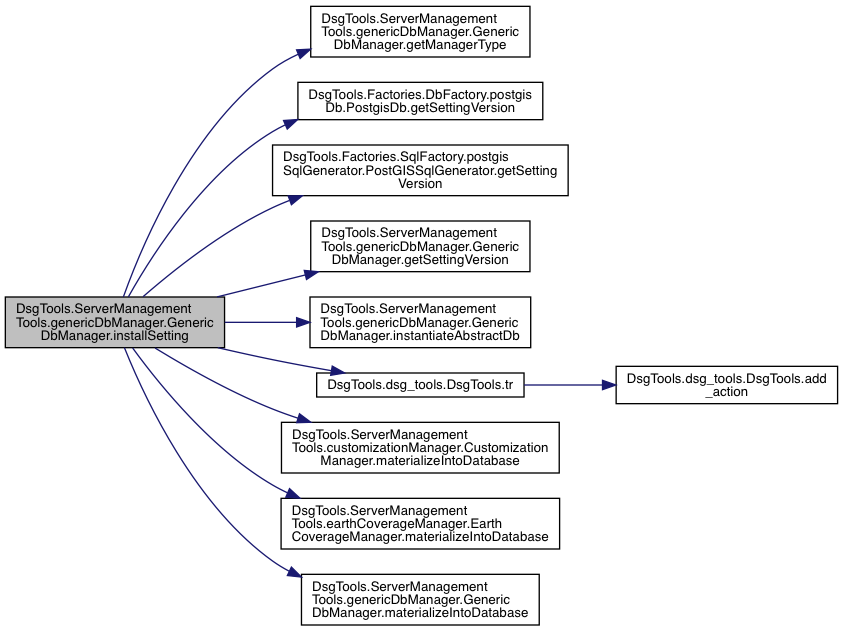 DsgTools.ServerManagement
Tools.genericDbManager.Generic
DbManager.getManagerType
DsgTools.Factories.DbFactory.postgis
Db.PostgisDb.getSettingVersion
DsgTools.Factories.SqlFactory.postgis
SqlGenerator.PostGISSqlGenerator.getSetting
Version
DsgTools.ServerManagement
Tools.genericDbManager.Generic
DbManager.getSettingVersion
DsgTools.ServerManagement
Tools.genericDbManager.Generic
DbManager.installSetting
DsgTools.ServerManagement
Tools.genericDbManager.Generic
DbManager.instantiateAbstractDb
DsgTools.dsg_tools.DsgTools.tr
DsgTools.dsg_tools.DsgTools.add
_action
DsgTools.ServerManagement
Tools.customizationManager.Customization
Manager.materializeIntoDatabase
DsgTools.ServerManagement
Tools.earthCoverageManager.Earth
CoverageManager.materializeIntoDatabase
DsgTools.ServerManagement
Tools.genericDbManager.Generic
DbManager.materializeIntoDatabase